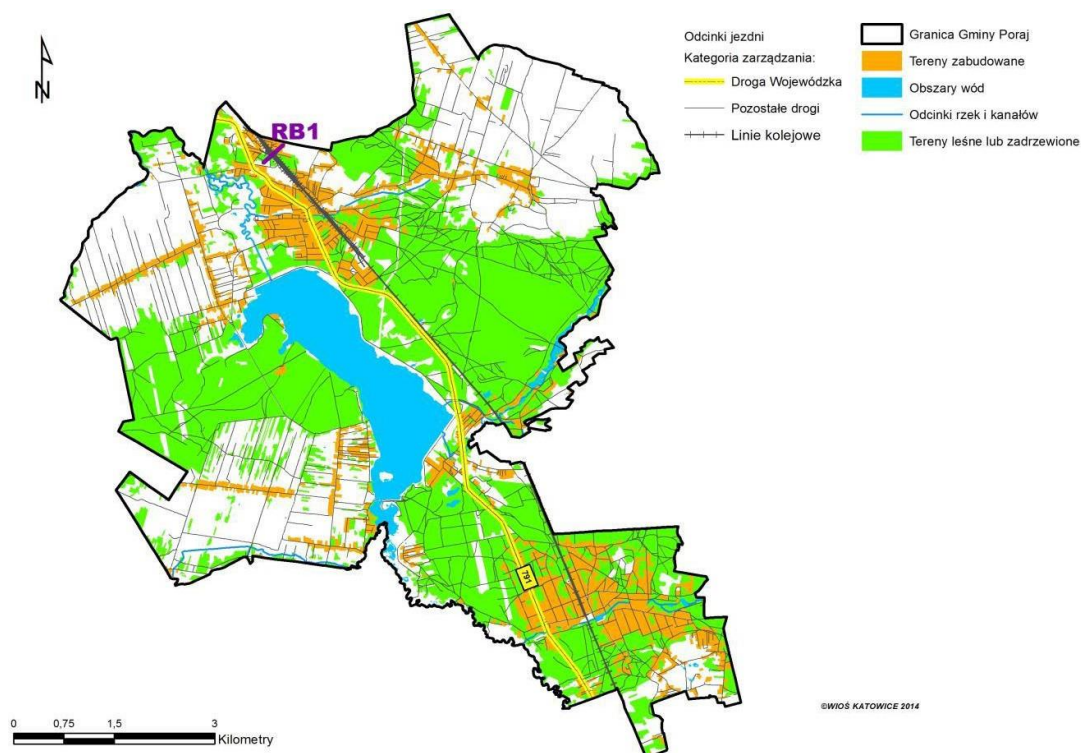 N
RB1
791
Odcinki jezdni
Kategoria zarządzania:
Droga Wojewódzka
Pozostałe drogi
Linie kolejowe
Granica Gminy Poraj
Tereny zabudowane
Obszary wód
Odcinki rzek i kanałów
Tereny leśne lub zadrzewione
0 0,75 1,5 3
Kilometry
©WIOŚ KATOWICE 2014